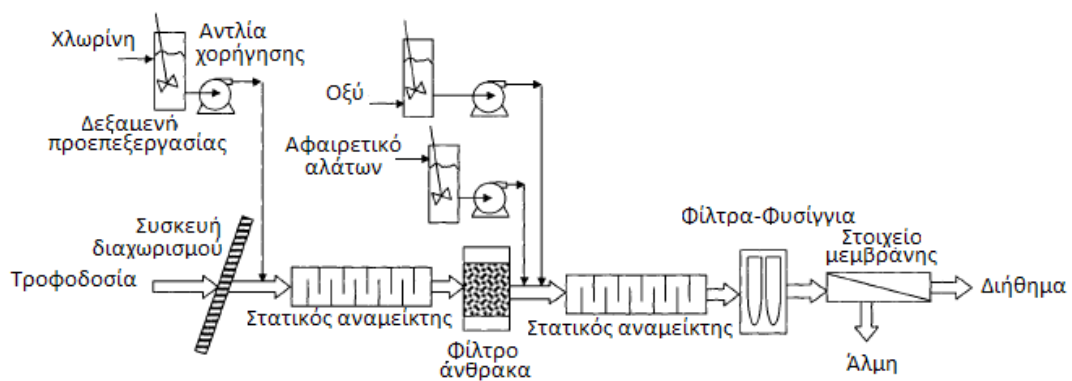 Χλωρίνη
Αντλία
χορήγησης
Δεξαμενή
προεπεξεργασίας
Οξύ
Αφαιρετικό
αλάτων
Συσκευή
διαχωρισμού
Τροφοδοσία
Στατικός αναμείκτης
Φίλτρο
άνθρακα
Στατικός αναμείκτης
Φίλτρα-Φυσίγγια
Στοιχείο
μεμβράνης
Διήθημα
Άλμη